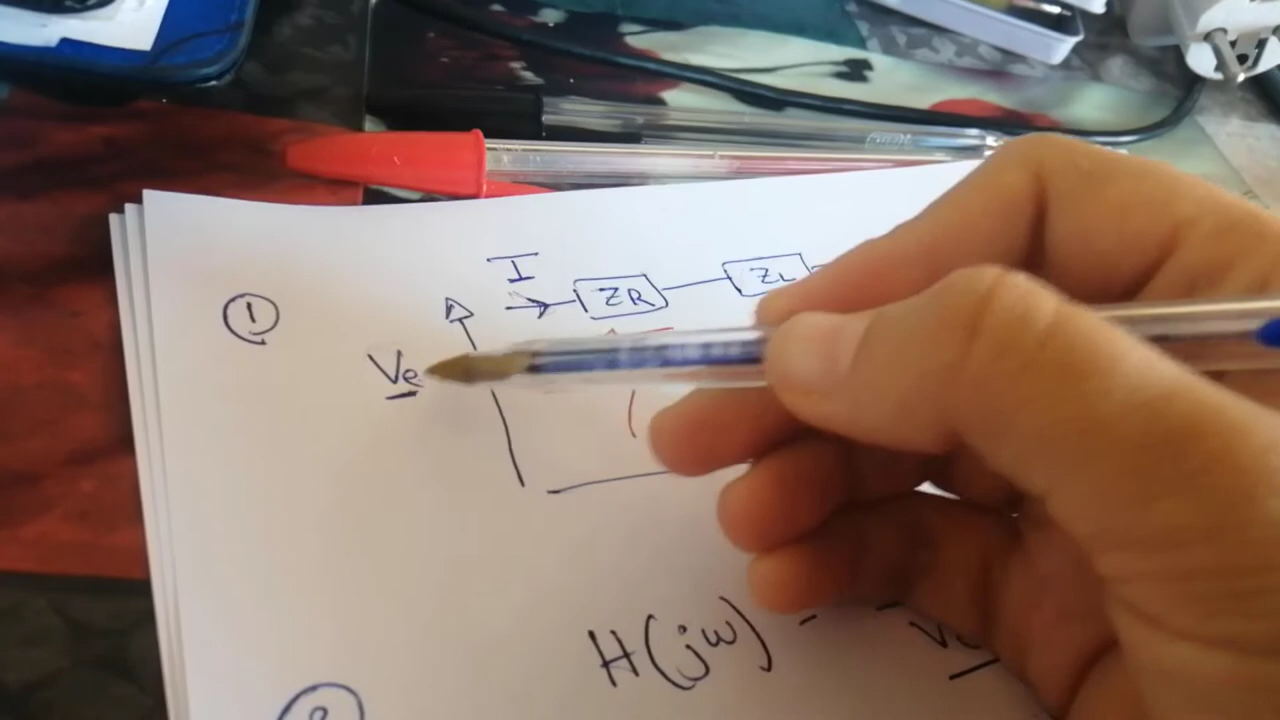 I
ZR ZL
①
Ve
H(jw) =